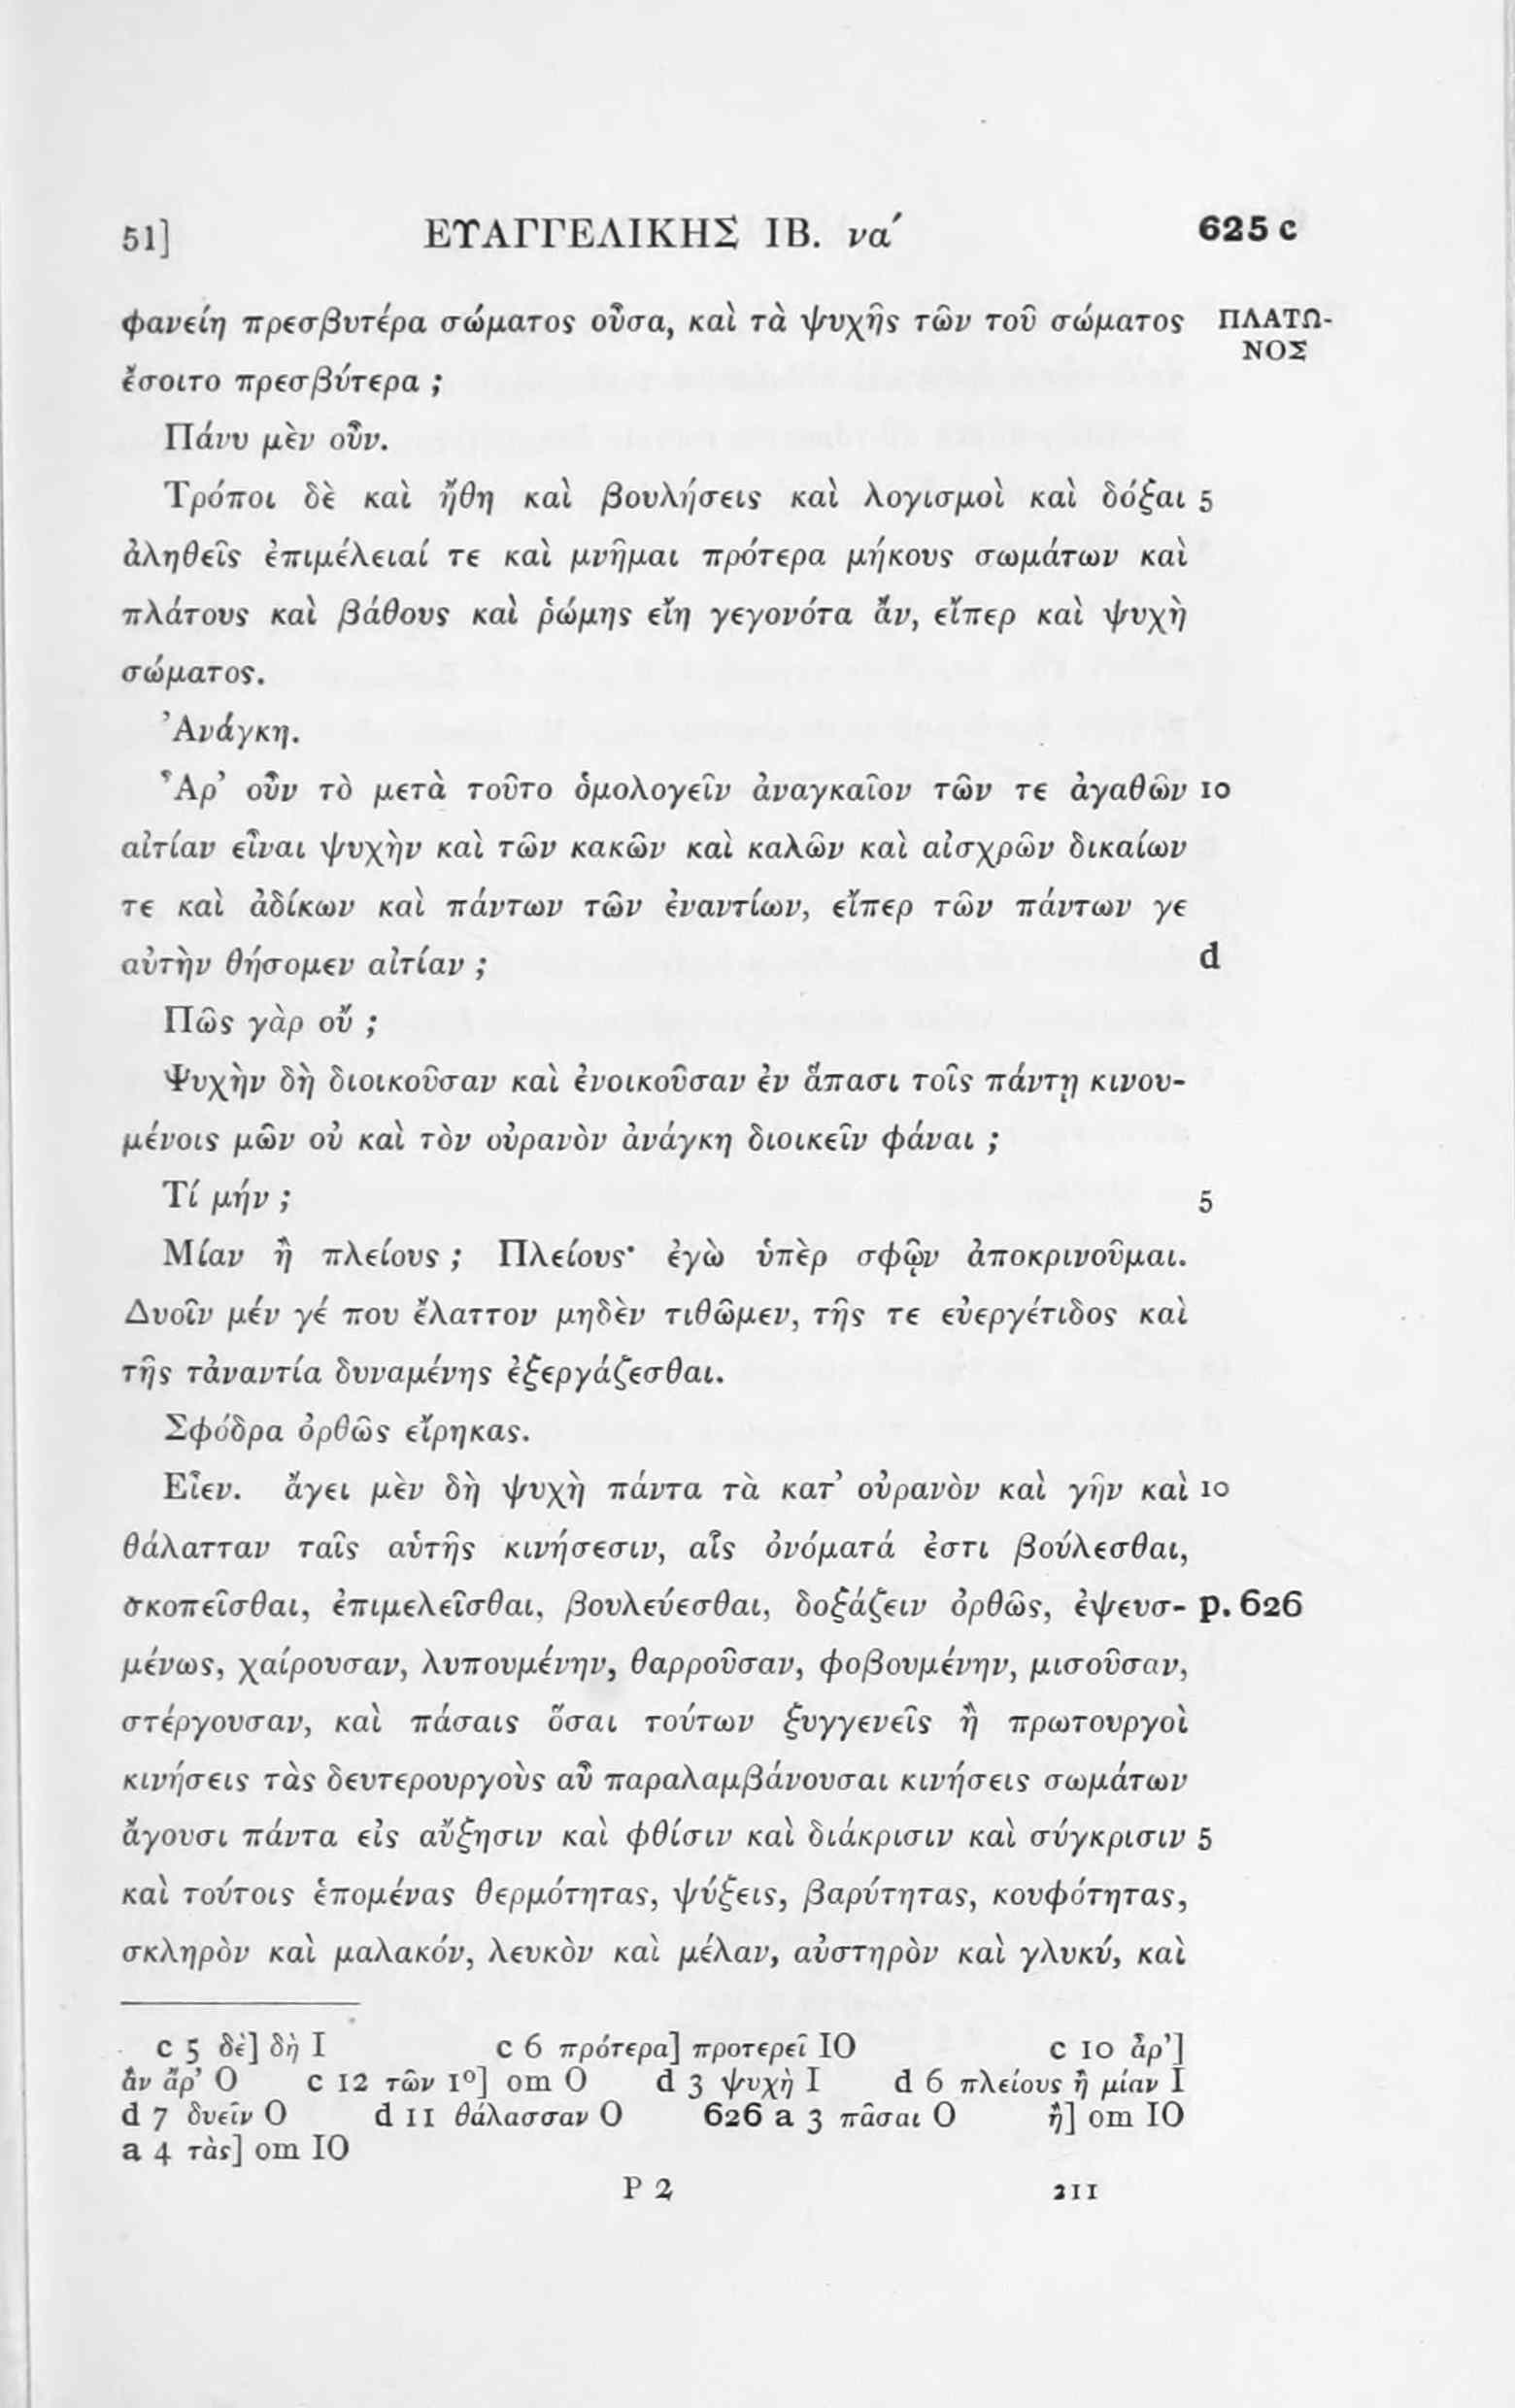 51] ΕΥΑΓΓΕΛΙΚΗΣ ΙΒ. να´ 625 c
φανείη πρεσβυτέρα σώματος οὖσα, καὶ τὰ ψυχῆς τῶν τοῦ σώματος ΠΛΑΤΩ-
ΝΟΣ
ἔσοιτο πρεσβύτερα ;
Πάνυ μὲν οὖν.
Τρόποι δὲ καὶ ἤθη καὶ βουλήσεις καὶ λογισμοὶ καὶ δόξαι 5
ἀληθεῖς ἐπιμέλειαί τε καὶ μνῆμαι πρότερα μήκους σωμάτων καὶ
πλάτους καὶ βάθους καὶ ῥώμης εἴη γεγονότα ἄν, εἴπερ καὶ ψυχὴ
σώματος.
Ἀνάγκη.
Ἆρ’ οὖν τὸ μετὰ τοῦτο ὁμολογεῖν ἀναγκαῖον τῶν τε ἀγαθῶν 10
αἰτίαν εἶναι ψυχὴν καὶ τῶν κακῶν καὶ καλῶν καὶ αἰσχρῶν δικαίων
τε καὶ ἀδίκων καὶ πάντων τῶν ἐναντίων, εἴπερ τῶν πάντων γε
αὐτὴν θήσομεν αἰτίαν ; d
Πῶς γὰρ οὔ ;
Ψυχὴν δὴ διοικοῦσαν καὶ ἐνοικοῦσαν ἐν ἅπασι τοῖς πάντῃ κινου-
μένοις μῶν οὐ καὶ τὸν οὐρανὸν ἀνάγκη διοικεῖν φάναι ;
Τί μήν ; 5
Μίαν ἢ πλείους ; Πλείους· ἐγὼ ὑπὲρ σφῷν ἀποκρινοῦμαι.
Δυοῖν μέν γέ που ἔλαττον μηδὲν τιθῶμεν, τῆς τε εὐεργέτιδος καὶ
τῆς τἀναντία δυναμένης ἐξεργάζεσθαι.
Σφόδρα ὀρθῶς εἴρηκας.
Εἶεν. ἄγει μὲν δὴ ψυχὴ πάντα τὰ κατ’ οὐρανὸν καὶ γῆν καὶ 10
θάλατταν ταῖς αὑτῆς κινήσεσιν, αἷς ὀνόματά ἐστι βούλεσθαι,
σκοπεῖσθαι, ἐπιμελεῖσθαι, βουλεύεσθαι, δοξάζειν ὀρθῶς, ἐψευσ- p. 626
μένως, χαίρουσαν, λυπουμένην, θαρροῦσαν, φοβουμένην, μισοῦσαν,
στέργουσαν, καὶ πάσαις ὅσαι τούτων ξυγγενεῖς ἢ πρωτουργοὶ
κινήσεις τὰς δευτερουργοὺς αὖ παραλαμβάνουσαι κινήσεις σωμάτων
ἄγουσι πάντα εἰς αὔξησιν καὶ φθίσιν καὶ διάκρισιν καὶ σύγκρισιν 5
καὶ τούτοις ἑπομένας θερμότητας, ψύξεις, βαρύτητας, κουφότητας,
σκληρὸν καὶ μαλακόν, λευκὸν καὶ μέλαν, αὐστηρὸν καὶ γλυκύ, καὶ
c 5 δὲ] δὴ I c 6 πρότερα] προτερεῖ IO c 10 ἆρ’]
ἂν ἆρ’ O c 12 τῶν 1º] om O d 3 ψυχὴ I d 6 πλείους ἢ μίαν I
d 7 δυεῖν O d 11 θάλασσαν O 626 a 3 πᾶσαι O ἢ] om IO
a 4 τὰς] om IO
P 2 211